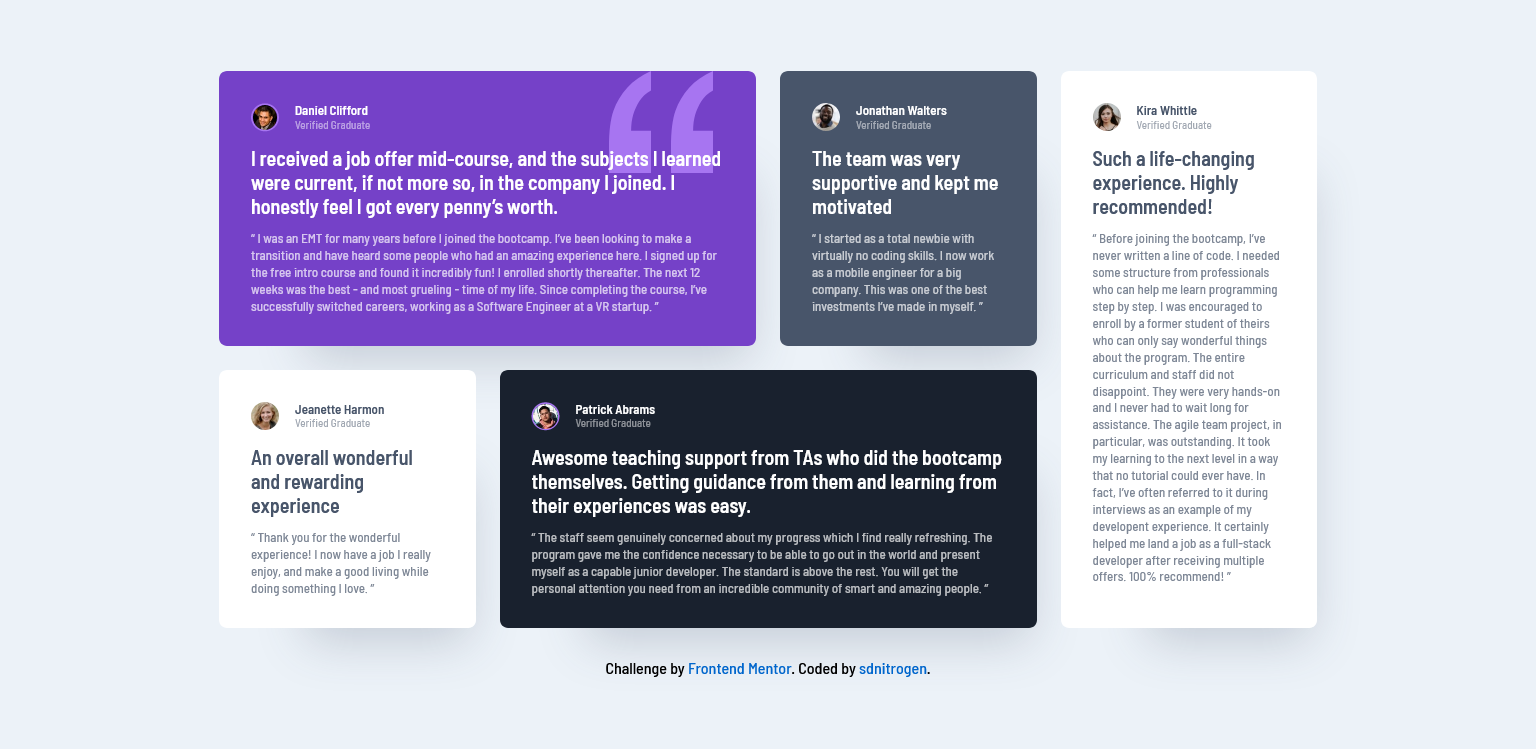 Daniel Clifford
Verified Graduate
I received a job offer mid-course, and the subjects I learned
were current, if not more so, in the company I joined. I
honestly feel I got every penny’s worth.
“ I was an EMT for many years before I joined the bootcamp. I’ve been looking to make a
transition and have heard some people who had an amazing experience here. I signed up for
the free intro course and found it incredibly fun! I enrolled shortly thereafter. The next 12
weeks was the best - and most grueling - time of my life. Since completing the course, I’ve
successfully switched careers, working as a Software Engineer at a VR startup. ”
Jonathan Walters
Verified Graduate
The team was very
supportive and kept me
motivated
“ I started as a total newbie with
virtually no coding skills. I now work
as a mobile engineer for a big
company. This was one of the best
investments I’ve made in myself. ”
Kira Whittle
Verified Graduate
Such a life-changing
experience. Highly
recommended!
“ Before joining the bootcamp, I’ve
never written a line of code. I needed
some structure from professionals
who can help me learn programming
step by step. I was encouraged to
enroll by a former student of theirs
who can only say wonderful things
about the program. The entire
curriculum and staff did not
disappoint. They were very hands-on
and I never had to wait long for
assistance. The agile team project, in
particular, was outstanding. It took
my learning to the next level in a way
that no tutorial could ever have. In
fact, I’ve often referred to it during
interviews as an example of my
developent experience. It certainly
helped me land a job as a full-stack
developer after receiving multiple
offers. 100% recommend! ”
Jeanette Harmon
Verified Graduate
An overall wonderful
and rewarding
experience
“ Thank you for the wonderful
experience! I now have a job I really
enjoy, and make a good living while
doing something I love. ”
Patrick Abrams
Verified Graduate
Awesome teaching support from TAs who did the bootcamp
themselves. Getting guidance from them and learning from
their experiences was easy.
“ The staff seem genuinely concerned about my progress which I find really refreshing. The
program gave me the confidence necessary to be able to go out in the world and present
myself as a capable junior developer. The standard is above the rest. You will get the
personal attention you need from an incredible community of smart and amazing people. ”
Challenge by Frontend Mentor. Coded by sdnitrogen.